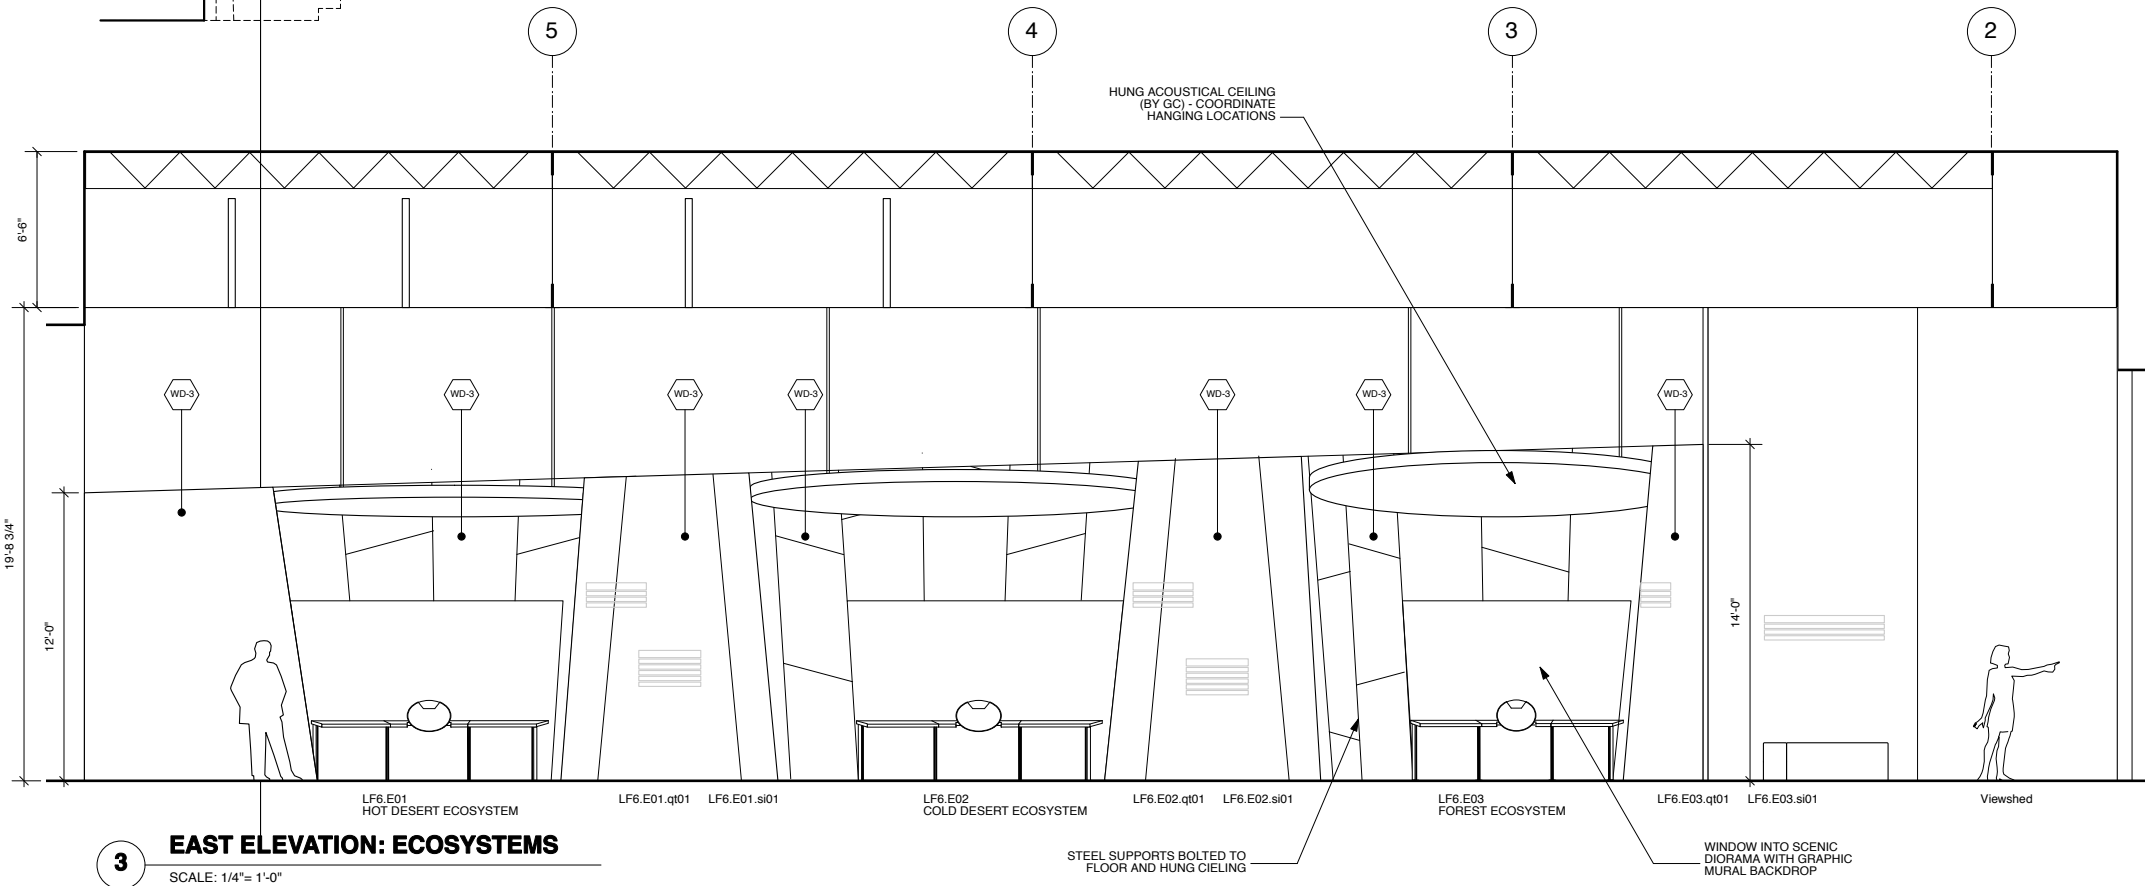 5
4
3
2
HUNG ACOUSTICAL CEILING
(BY GC) - COORDINATE
HANGING LOCATIONS
6'-6"
WD-3
WD-3
WD-3
WD-3
WD-3
WD-3
WD-3
19'-8 3/4"
12'-0"
14'-0"
LF6.E01
HOT DESERT ECOSYSTEM
LF6.E01.qt01
LF6.E01.si01
LF6.E02
COLD DESERT ECOSYSTEM
LF6.E02.qt01
LF6.E02.si01
LF6.E03
FOREST ECOSYSTEM
LF6.E03.qt01
LF6.E03.si01
Viewshed
3
EAST ELEVATION: ECOSYSTEMS
SCALE: 1/4"= 1'-0"
STEEL SUPPORTS BOLTED TO
FLOOR AND HUNG CIELING
WINDOW INTO SCENIC
DIORAMA WITH GRAPHIC
MURAL BACKDROP